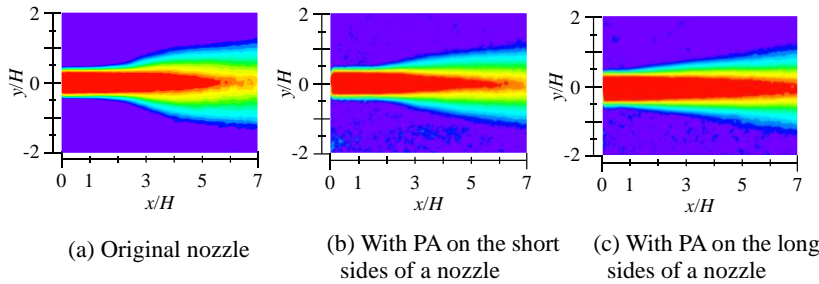 2
0
-2
y/H
0 1 3 5 7
x/H
(a) Original nozzle
2
0
-2
y/H
0 1 3 5 7
x/H
(b) With PA on the short
sides of a nozzle
2
0
-2
y/H
0 1 3 5 7
x/H
(c) With PA on the long
sides of a nozzle